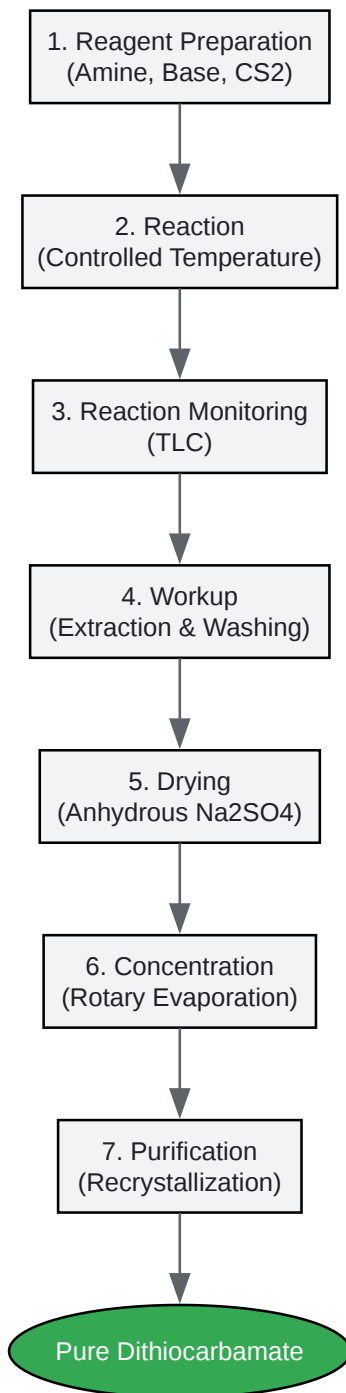 1. Reagent Preparation
(Amine, Base, CS2)
2. Reaction
(Controlled Temperature)
3. Reaction Monitoring
(TLC)
4. Workup
(Extraction & Washing)
5. Drying
(Anhydrous Na2SO4)
6. Concentration
(Rotary Evaporation)
7. Purification
(Recrystallization)
Pure Dithiocarbamate